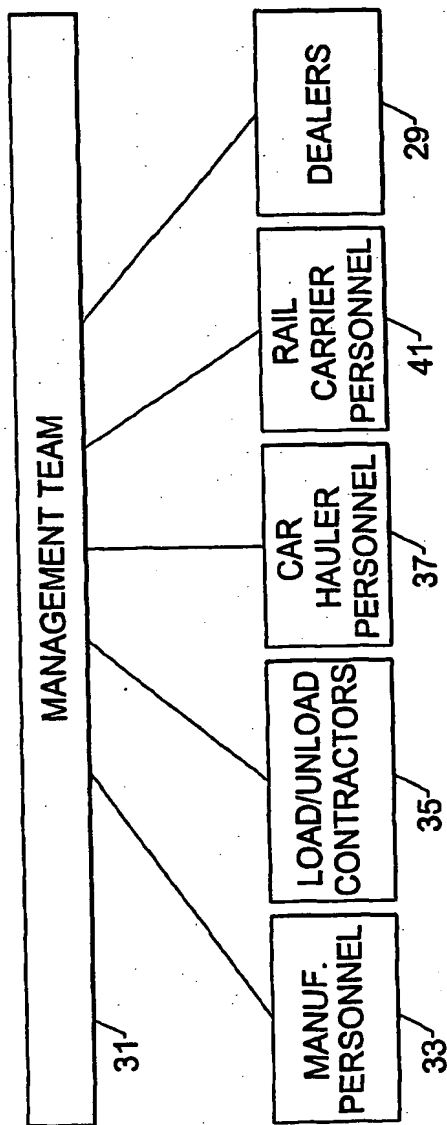 MANAGEMENT TEAM
31
MANUF.
PERSONNEL
33
LOAD/UNLOAD
CONTRACTORS
35
CAR
HAULER
PERSONNEL
37
RAIL
CARRIER
PERSONNEL
41
DEALERS
29